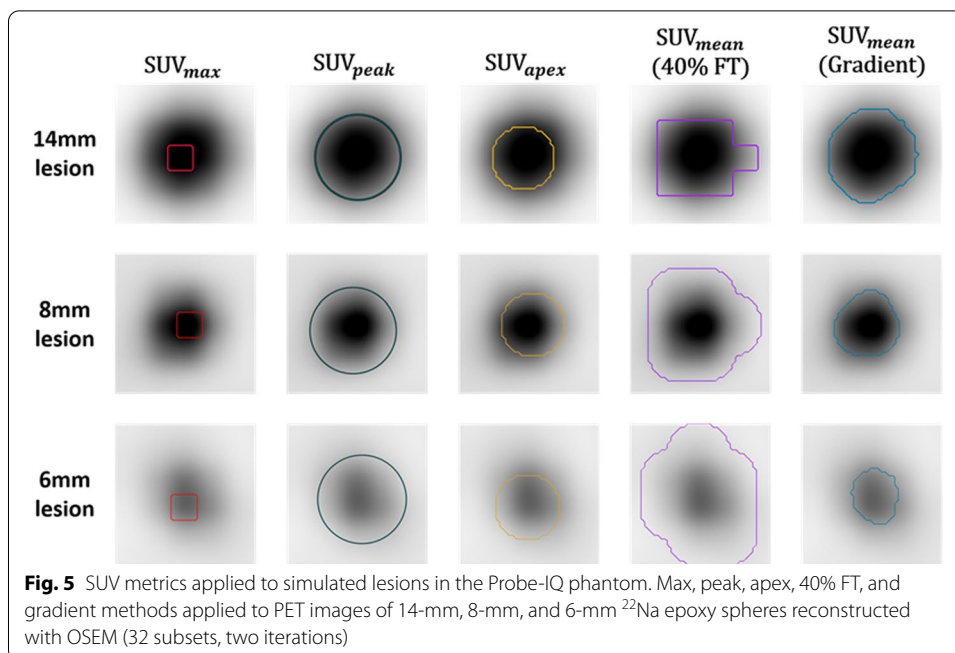 SUVmax SUVpeak SUVapex SUVmean (40% FT) SUVmean (Gradient)
14mm lesion
8mm lesion
6mm lesion
Fig. 5 SUV metrics applied to simulated lesions in the Probe-IQ phantom. Max, peak, apex, 40% FT, and
gradient methods applied to PET images of 14-mm, 8-mm, and 6-mm ²²Na epoxy spheres reconstructed
with OSEM (32 subsets, two iterations)